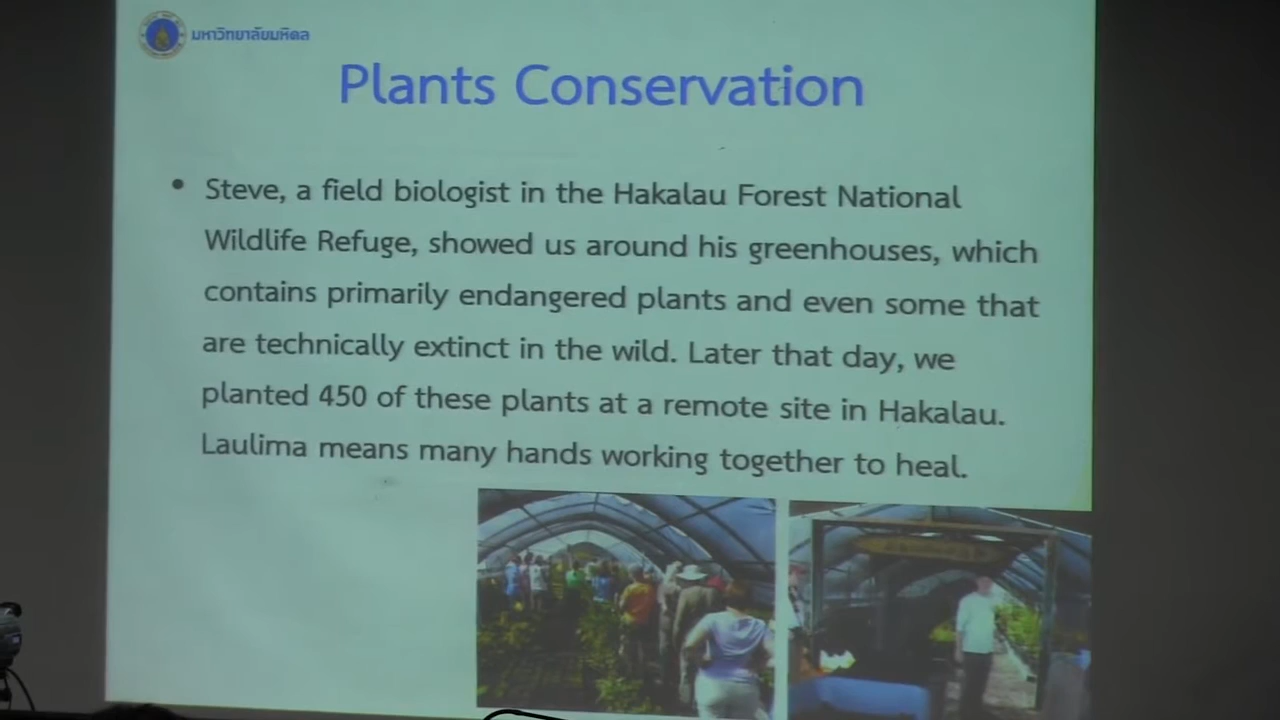 มหาวิทยาลัยมหิดล
Plants Conservation
• Steve, a field biologist in the Hakalau Forest National
Wildlife Refuge, showed us around his greenhouses, which
contains primarily endangered plants and even some that
are technically extinct in the wild. Later that day, we
planted 450 of these plants at a remote site in Hakalau.
Laulima means many hands working together to heal.